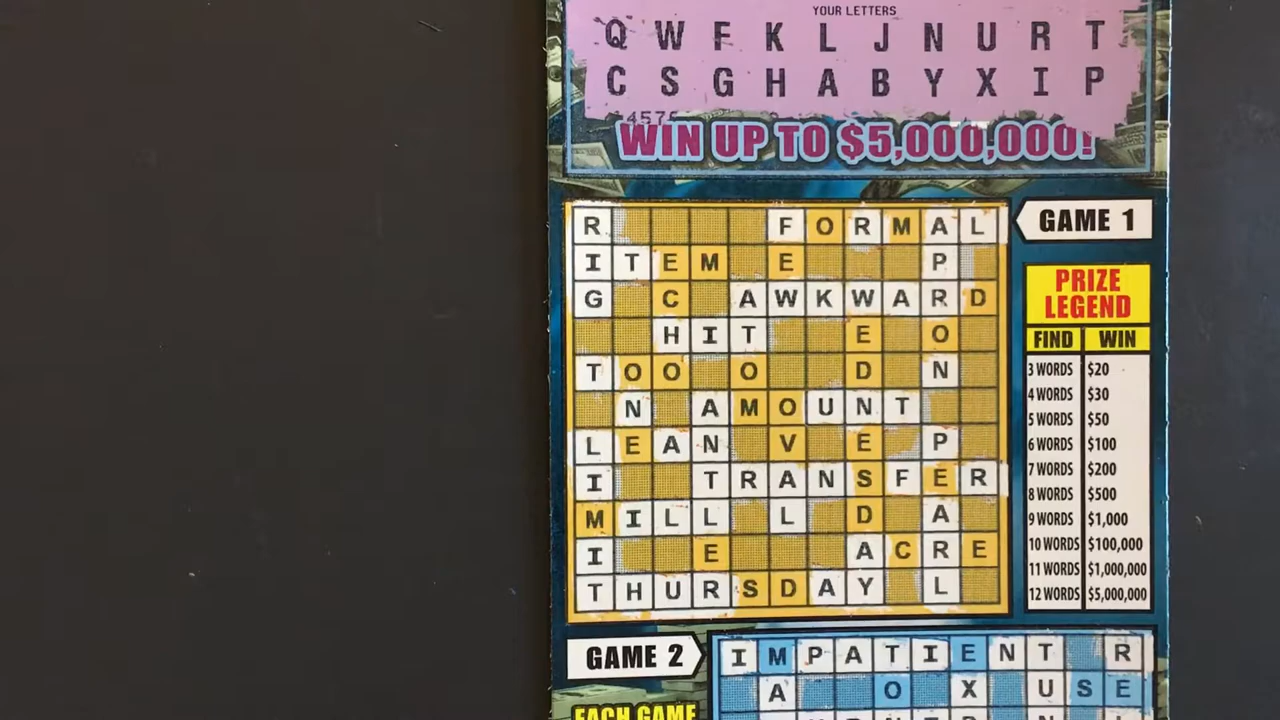 YOUR LETTERS
Q W F K L J N U R T
C S G H A B Y X I P
WIN UP TO $5,000,000!
GAME 1
R F O R M A L
I T E M E P
G C A W K W A R D
H I T E O
T O O O D N
N A M O U N T
L E A N V E P
I T R A N S F E R
M I L L L L D A
I E A C R E
T H U R S D A Y L
PRIZE
LEGEND
FIND WIN
3 WORDS $20
4 WORDS $30
5 WORDS $50
6 WORDS $100
7 WORDS $200
8 WORDS $500
9 WORDS $1,000
10 WORDS $100,000
11 WORDS $1,000,000
12 WORDS $5,000,000
GAME 2
I M P A T I E N T R
A O X U S E
EACH GAME